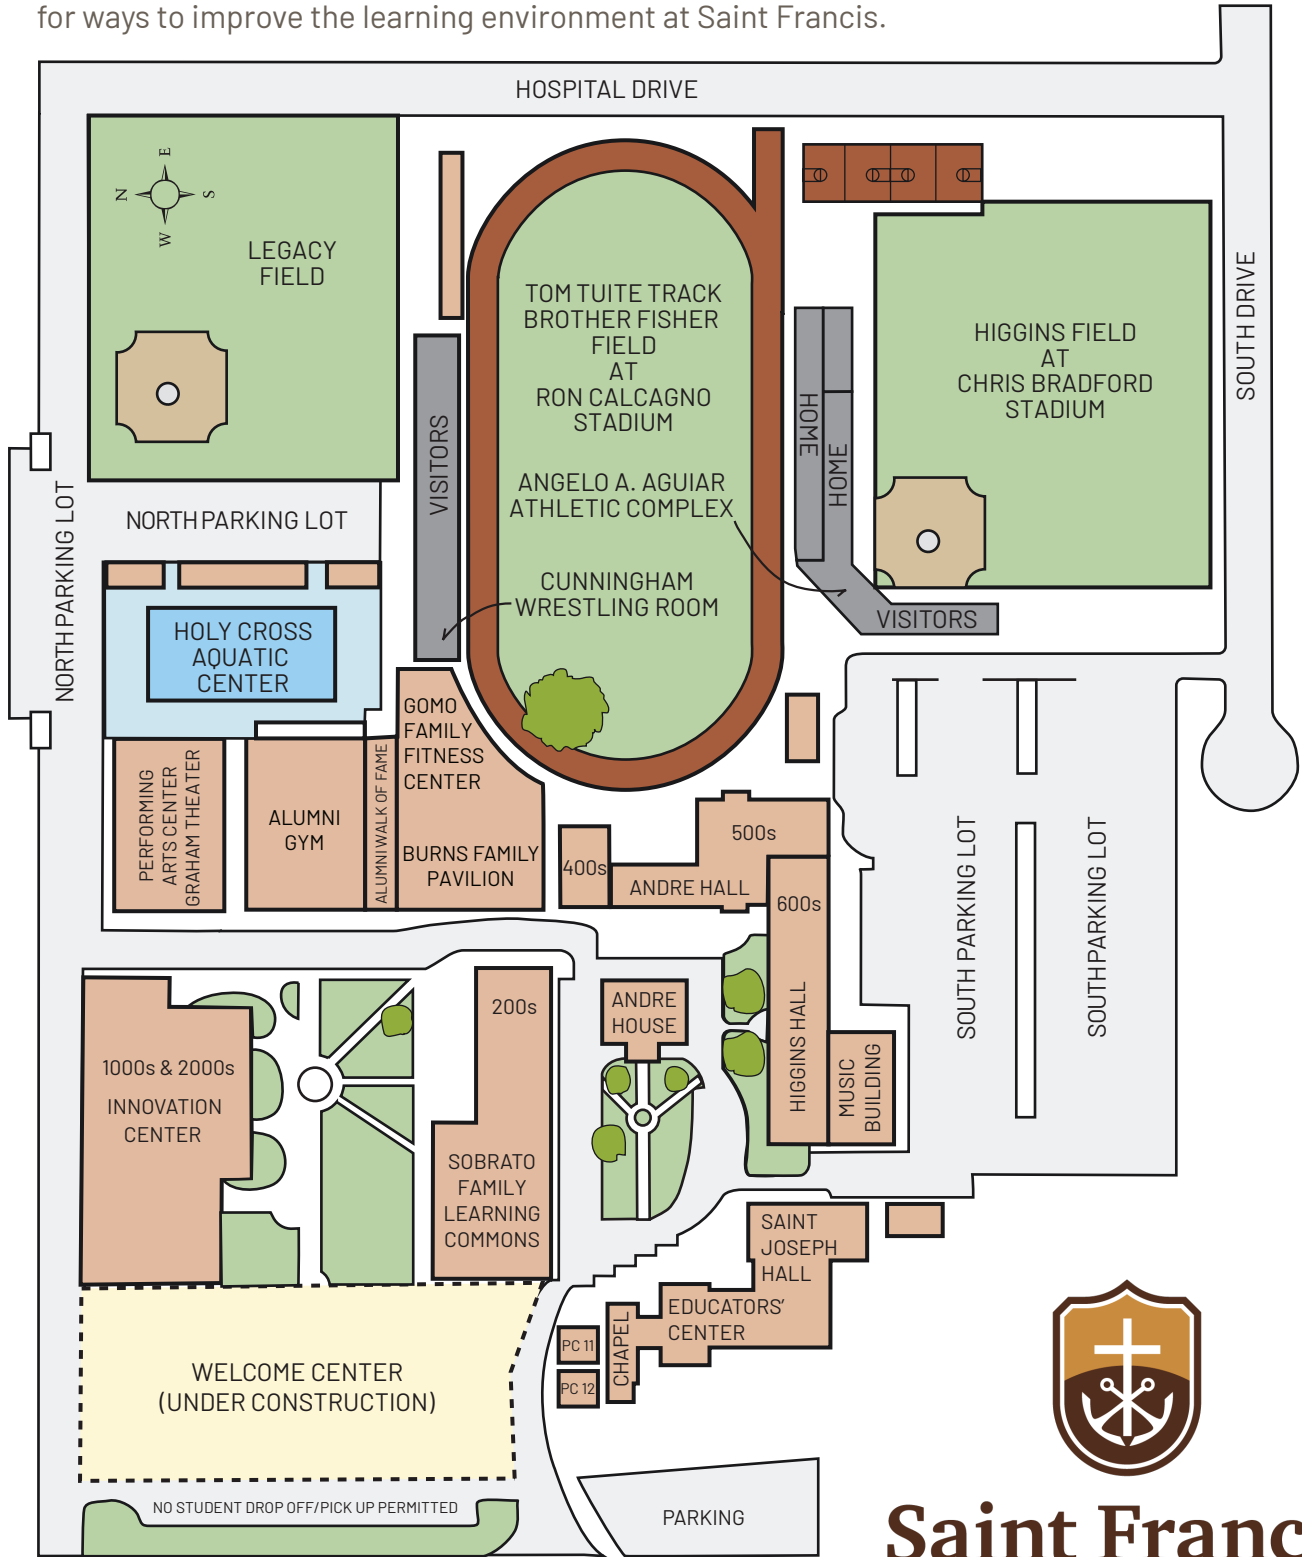 for ways to improve the learning environment at Saint Francis.
HOSPITAL DRIVE
E
N
S
W
LEGACY
FIELD
TOM TUITE TRACK
BROTHER FISHER
FIELD
AT
RON CALCAGNO
STADIUM
ANGELO A. AGUIAR
ATHLETIC COMPLEX
CUNNINGHAM
WRESTLING ROOM
VISITORS
HOME
HOME
VISITORS
HIGGINS FIELD
AT
CHRIS BRADFORD
STADIUM
SOUTH DRIVE
NORTH PARKING LOT
NORTH PARKING LOT
HOLY CROSS
AQUATIC
CENTER
PERFORMING
ARTS CENTER
GRAHAM THEATER
ALUMNI
GYM
ALUMNI WALK OF FAME
GOMO
FAMILY
FITNESS
CENTER
BURNS FAMILY
PAVILION
400s
500s
ANDRE HALL
600s
HIGGINS HALL
MUSIC
BUILDING
SOUTH PARKING LOT
SOUTH PARKING LOT
1000s & 2000s
INNOVATION
CENTER
200s
SOBRATO
FAMILY
LEARNING
COMMONS
ANDRE
HOUSE
SAINT
JOSEPH
HALL
EDUCATORS'
CENTER
CHAPEL
PC 11
PC 12
WELCOME CENTER
(UNDER CONSTRUCTION)
NO STUDENT DROP OFF/PICK UP PERMITTED
PARKING
Saint Franc